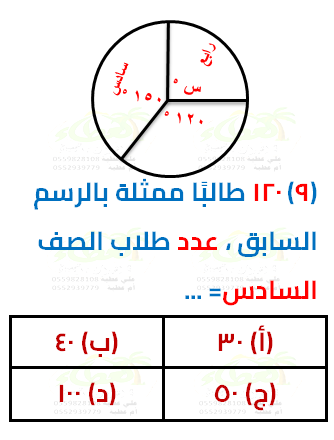 رابع
سادس
س °
١٥٠ °
١٢٠ °
(٩) ١٢٠ طالبًا ممثلة بالرسم
السابق ، عدد طلاب الصف
السادس= ...
(أ) ٣٠
(ب) ٤٠
(ج) ٥٠
(د) ١٠٠